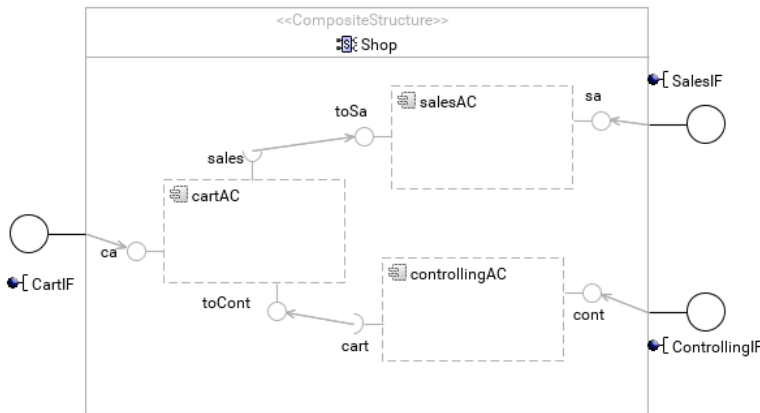 <<CompositeStructure>>
Shop
SalesIF
salesAC
sa
toSa
sales
cartAC
ca
CartIF
toCont
controllingAC
cont
cart
ControllingIF